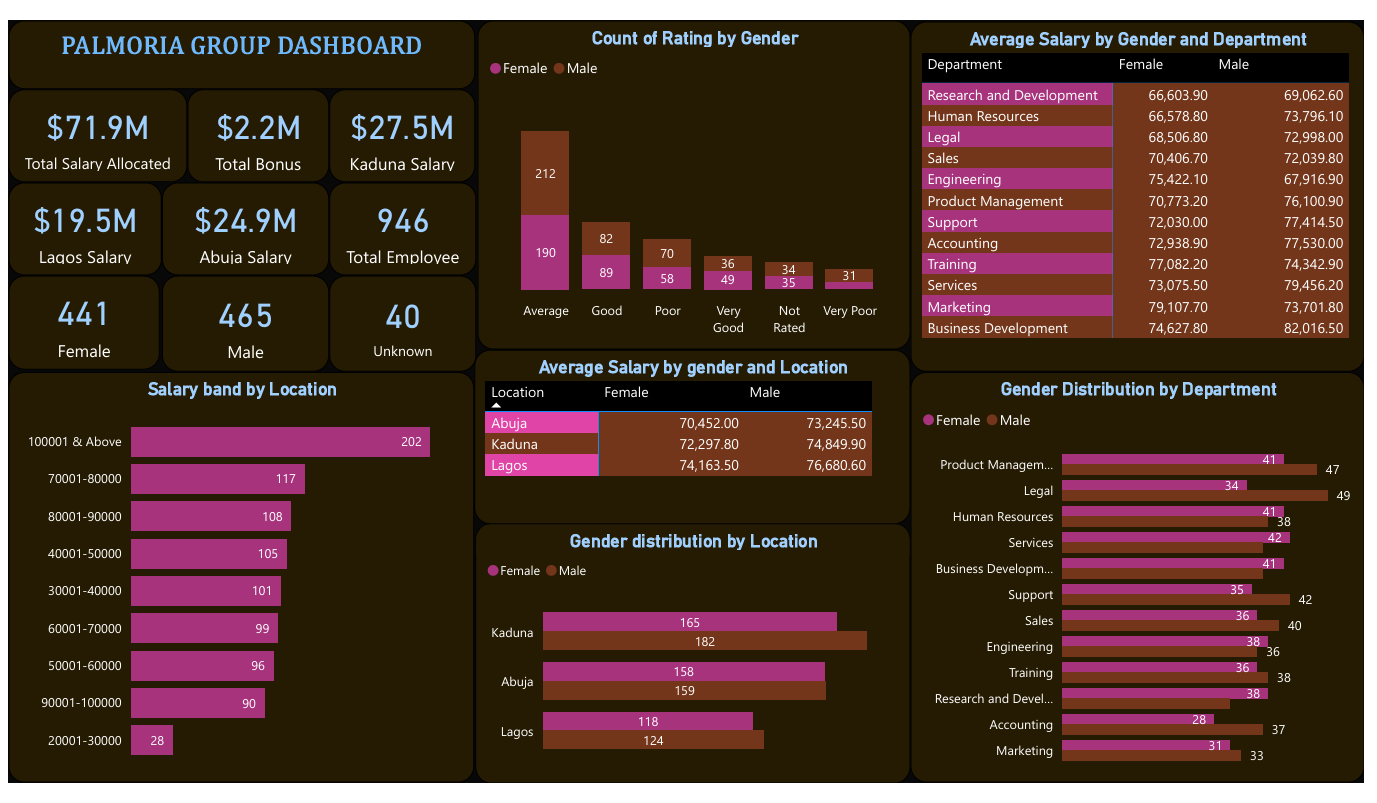 PALMORIA GROUP DASHBOARD
$71.9M
Total Salary Allocated
$2.2M
Total Bonus
$27.5M
Kaduna Salary
$19.5M
Lagos Salary
$24.9M
Abuja Salary
946
Total Employee
441
Female
465
Male
40
Unknown
Salary band by Location
100001 & Above 202
70001-80000 117
80001-90000 108
40001-50000 105
30001-40000 101
60001-70000 99
50001-60000 96
90001-100000 90
20001-30000 28
Count of Rating by Gender
Female Male
212 82 70 36 34 31
190 89 58 49 35
Average Good Poor Very Good Not Rated Very Poor
Average Salary by gender and Location
Location Female Male
Abuja 70,452.00 73,245.50
Kaduna 72,297.80 74,849.90
Lagos 74,163.50 76,680.60
Gender distribution by Location
Female Male
Kaduna 165 182
Abuja 158 159
Lagos 118 124
Average Salary by Gender and Department
Department Female Male
Research and Development 66,603.90 69,062.60
Human Resources 66,578.80 73,796.10
Legal 68,506.80 72,998.00
Sales 70,406.70 72,039.80
Engineering 75,422.10 67,916.90
Product Management 70,773.20 76,100.90
Support 72,030.00 77,414.50
Accounting 72,938.90 77,530.00
Training 77,082.20 74,342.90
Services 73,075.50 79,456.20
Marketing 79,107.70 73,701.80
Business Development 74,627.80 82,016.50
Gender Distribution by Department
Female Male
Product Managem... 41 47
Legal 34 49
Human Resources 41 38
Services 42
Business Developm... 41
Support 35 42
Sales 36 40
Engineering 38 36
Training 36 38
Research and Devel... 38
Accounting 28 37
Marketing 31 33